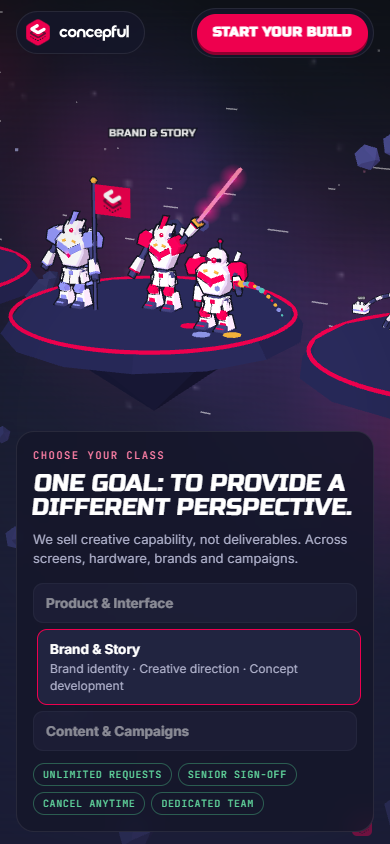 concepful
START YOUR BUILD
BRAND & STORY
CHOOSE YOUR CLASS
ONE GOAL: TO PROVIDE A
DIFFERENT PERSPECTIVE.
We sell creative capability, not deliverables. Across
screens, hardware, brands and campaigns.
Product & Interface
Brand & Story
Brand identity · Creative direction · Concept
development
Content & Campaigns
UNLIMITED REQUESTS
SENIOR SIGN-OFF
CANCEL ANYTIME
DEDICATED TEAM